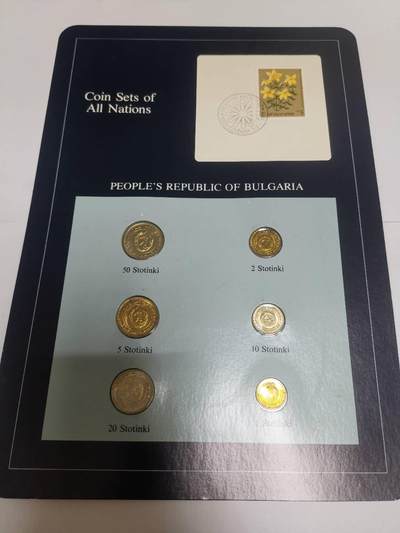 Coin Sets of
All Nations
PEOPLE'S REPUBLIC OF BULGARIA
50 Stotinki
2 Stotinki
5 Stotinki
10 Stotinki
20 Stotinki
Stotinki